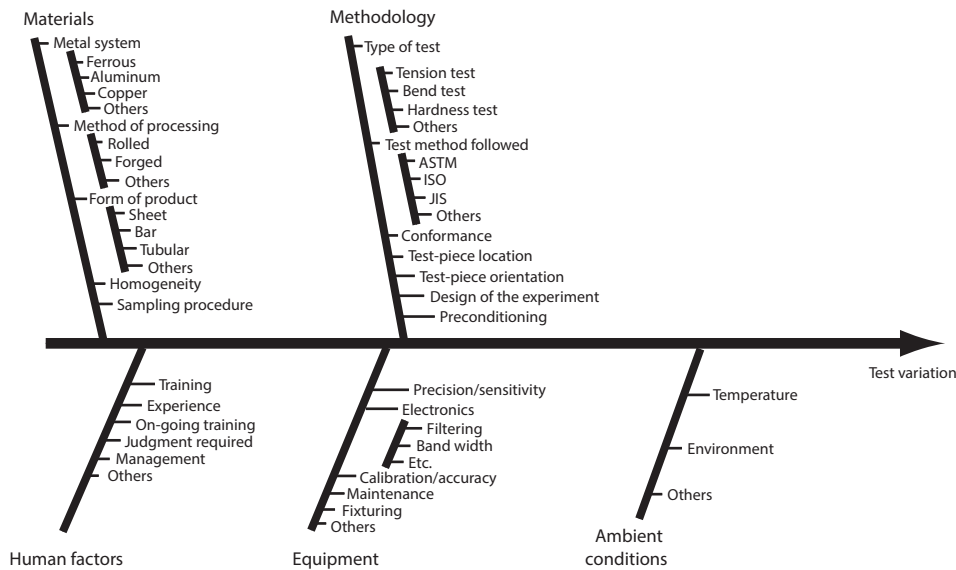 Materials
Metal system
Ferrous
Aluminum
Copper
Others
Method of processing
Rolled
Forged
Others
Form of product
Sheet
Bar
Tubular
Others
Homogeneity
Sampling procedure
Methodology
Type of test
Tension test
Bend test
Hardness test
Others
Test method followed
ASTM
ISO
JIS
Others
Conformance
Test-piece location
Test-piece orientation
Design of the experiment
Preconditioning
Test variation
Training
Experience
On-going training
Judgment required
Management
Others
Human factors
Precision/sensitivity
Electronics
Filtering
Band width
Etc.
Calibration/accuracy
Maintenance
Fixturing
Others
Equipment
Temperature
Environment
Others
Ambient
conditions